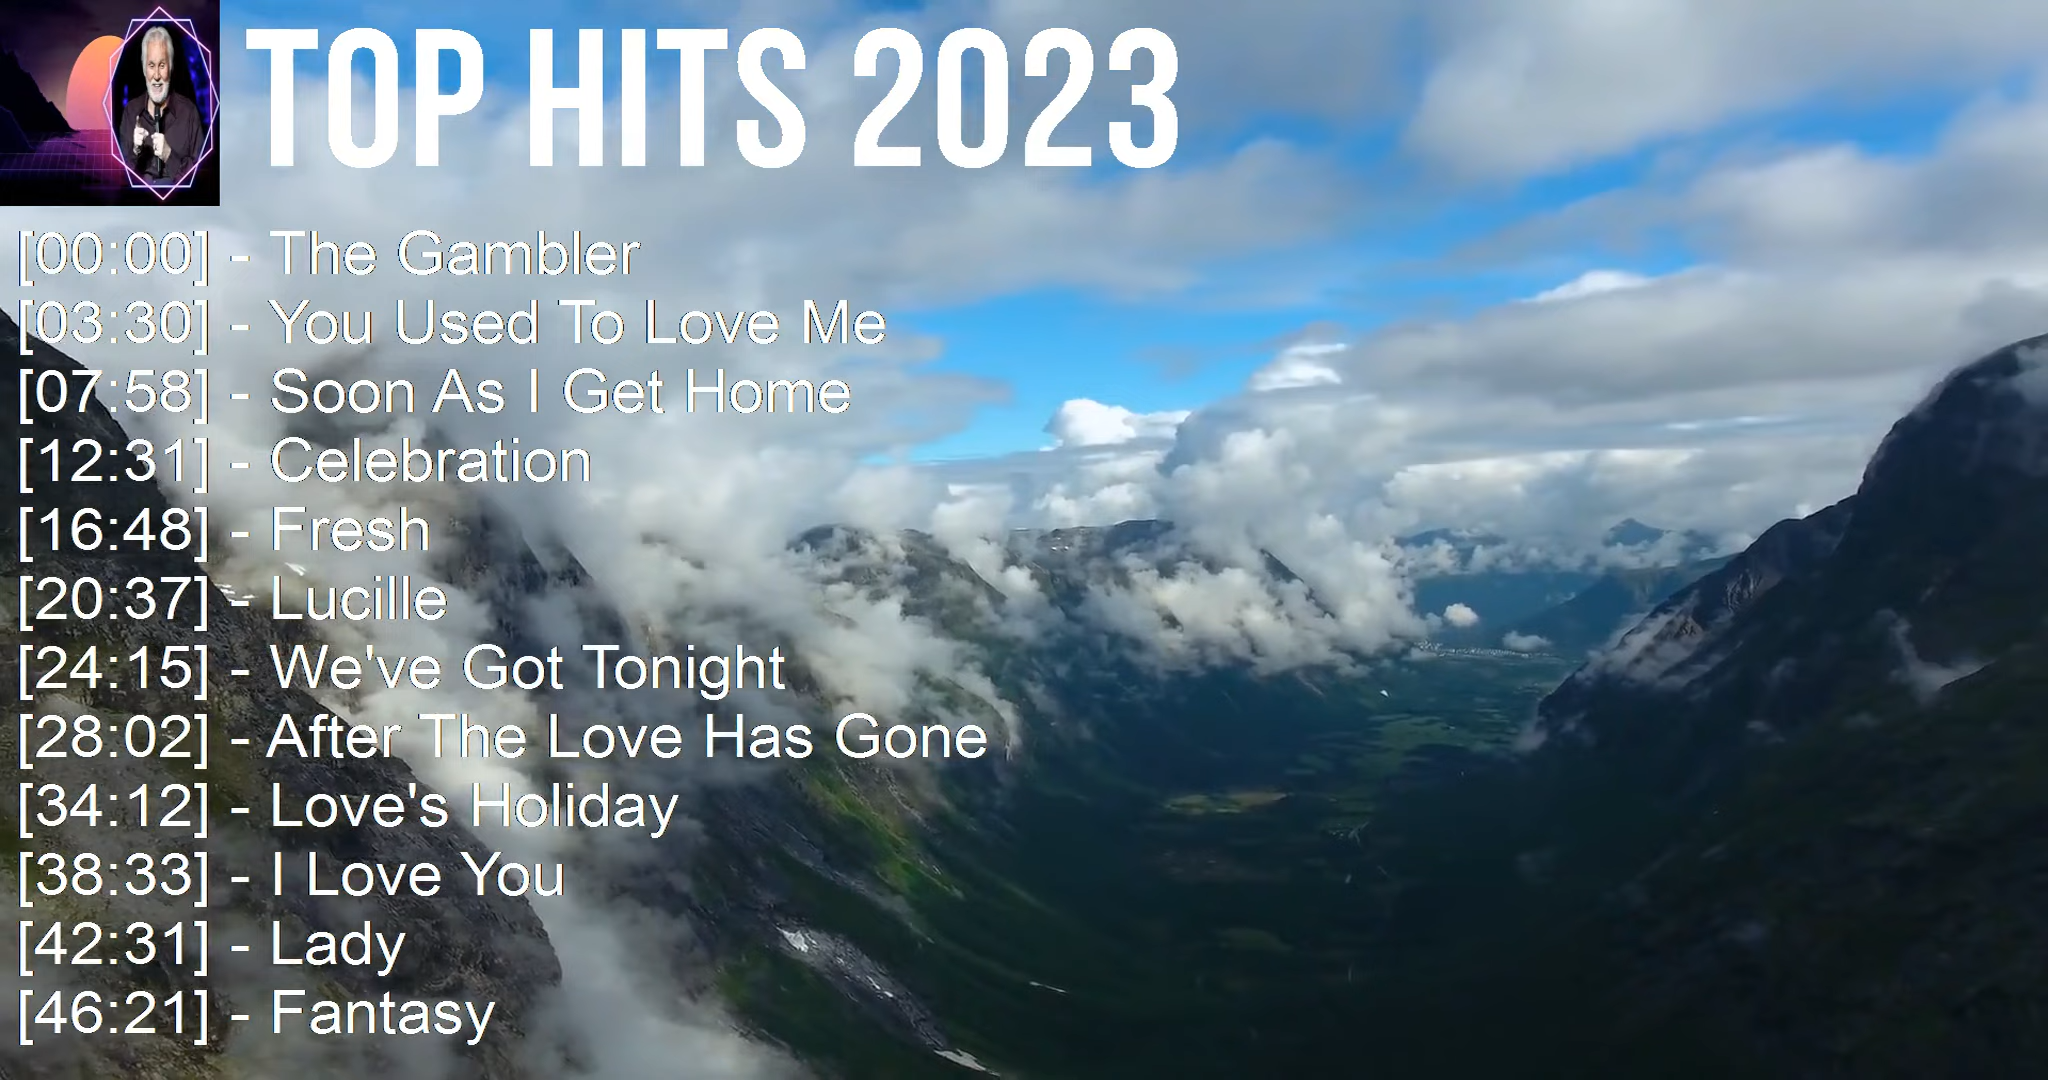 TOP HITS 2023
[00:00] - The Gambler
[03:30] - You Used To Love Me
[07:58] - Soon As I Get Home
[12:31] - Celebration
[16:48] - Fresh
[20:37] - Lucille
[24:15] - We've Got Tonight
[28:02] - After The Love Has Gone
[34:12] - Love's Holiday
[38:33] - I Love You
[42:31] - Lady
[46:21] - Fantasy